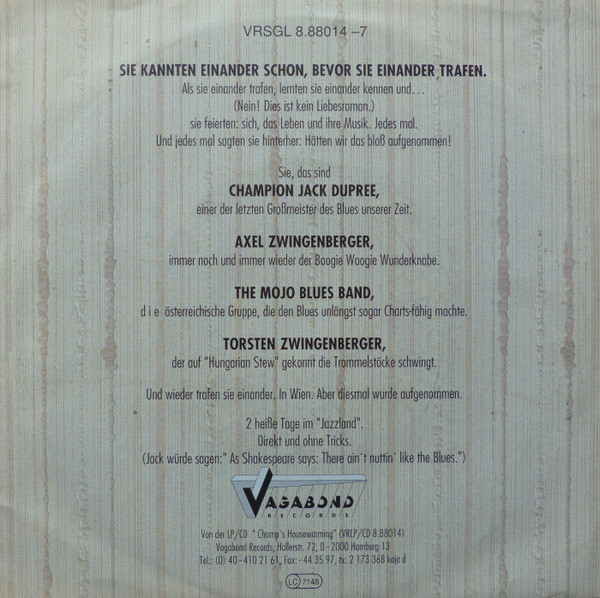 VRSGL 8.88014 –7
SIE KANNTEN EINANDER SCHON, BEVOR SIE EINANDER TRAFEN.
Als sie einander trafen, lernten sie einander kennen und...
(Nein! Dies ist kein Liebesroman.)
sie feierten: sich, das Leben und ihre Musik. Jedes mal.
Und jedes mal sagten sie hinterher: Hätten wir das bloß aufgenommen!
Sie, das sind
CHAMPION JACK DUPREE,
einer der letzten Großmeister des Blues unserer Zeit.
AXEL ZWINGENBERGER,
immer noch und immer wieder der Boogie Woogie Wunderknabe.
THE MOJO BLUES BAND,
d i e österreichische Gruppe, die den Blues unlängst sogar Charts-fähig machte.
TORSTEN ZWINGENBERGER,
der auf "Hungarian Stew" gekonnt die Trommelstöcke schwingt.
Und wieder trafen sie einander. In Wien. Aber diesmal wurde aufgenommen.
2 heiße Tage im "Jazzland".
Direkt und ohne Tricks.
(Jack würde sagen:" As Shakespeare says: There ain´t nuttin´ like the Blues.")
VAGABOND
RECORDS
Von der LP/CD " Champ´s Housewarming" (VRLP/CD 8.88014)
Vagabond Records, Hallerstr. 72, D - 2000 Hamburg 13
Tel.: (0) 40-410 21 61, Fax: -44 35 97, tx: 2 173 368 kaja d
LC 7148